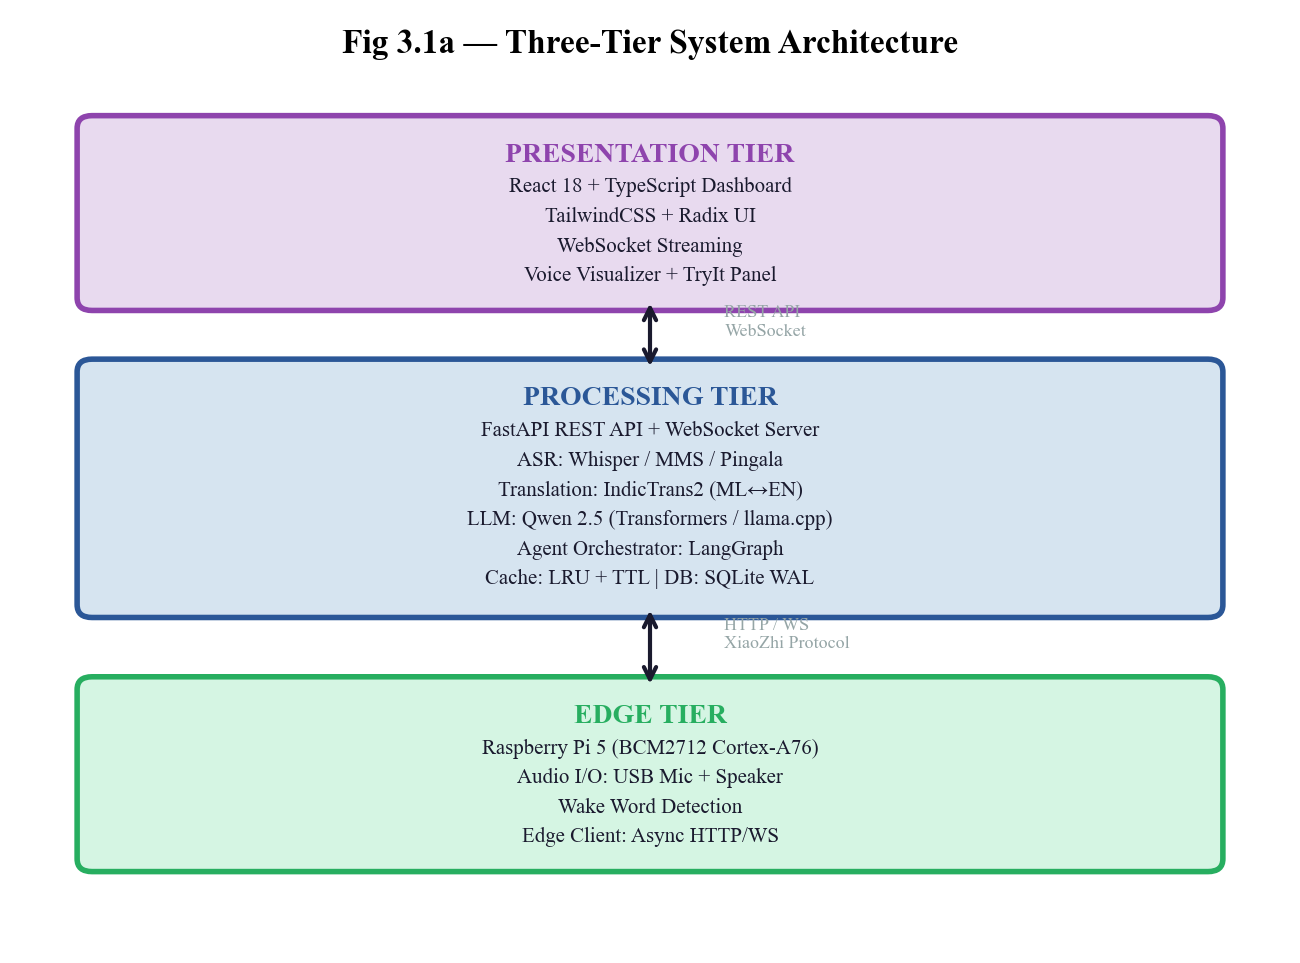 Fig 3.1a — Three-Tier System Architecture
PRESENTATION TIER
React 18 + TypeScript Dashboard
TailwindCSS + Radix UI
WebSocket Streaming
Voice Visualizer + TryIt Panel
REST API
WebSocket
PROCESSING TIER
FastAPI REST API + WebSocket Server
ASR: Whisper / MMS / Pingala
Translation: IndicTrans2 (ML↔EN)
LLM: Qwen 2.5 (Transformers / llama.cpp)
Agent Orchestrator: LangGraph
Cache: LRU + TTL | DB: SQLite WAL
HTTP / WS
XiaoZhi Protocol
EDGE TIER
Raspberry Pi 5 (BCM2712 Cortex-A76)
Audio I/O: USB Mic + Speaker
Wake Word Detection
Edge Client: Async HTTP/WS